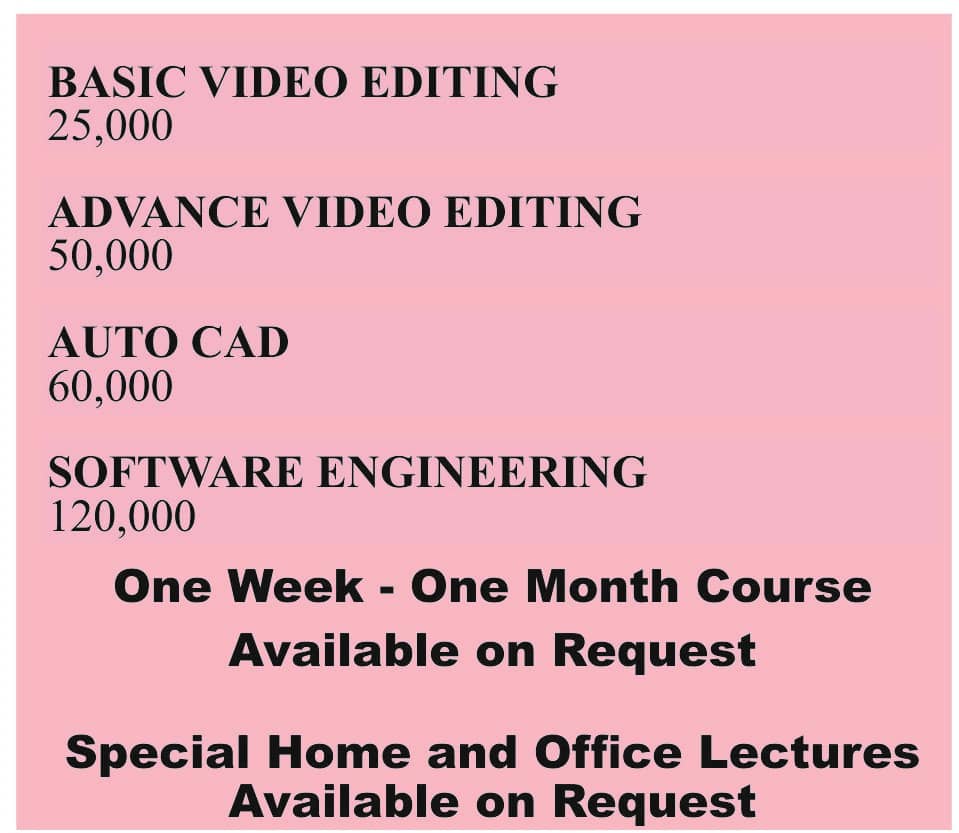 BASIC VIDEO EDITING
25,000
ADVANCE VIDEO EDITING
50,000
AUTO CAD
60,000
SOFTWARE ENGINEERING
120,000
One Week - One Month Course
Available on Request
Special Home and Office Lectures
Available on Request